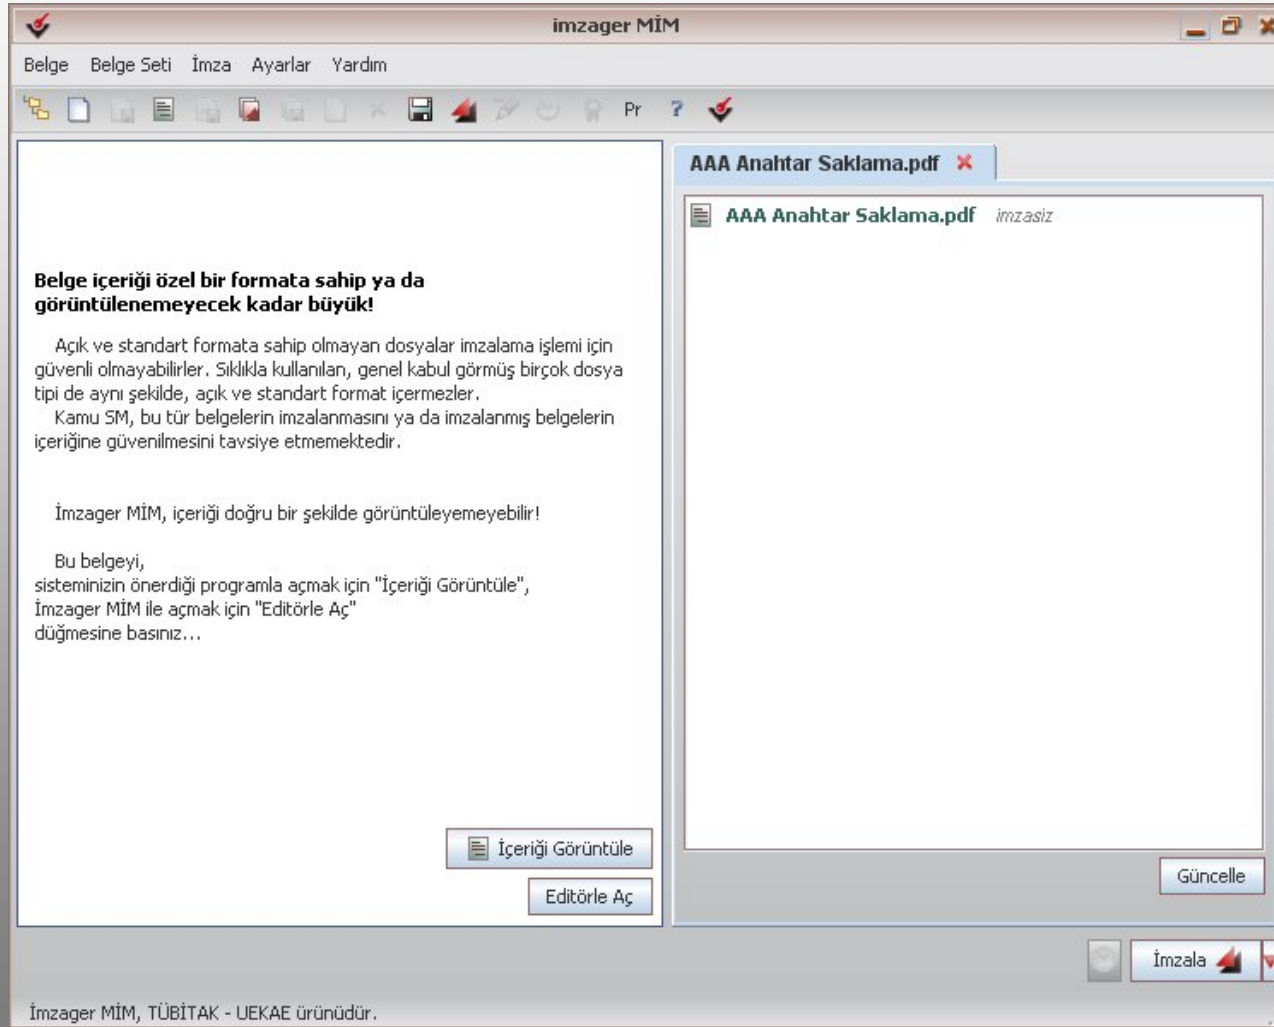 imzager MİM
Belge Belge Seti İmza Ayarlar Yardım
Pr ?
Belge içeriği özel bir formata sahip ya da
görüntülenemeyecek kadar büyük!
Açık ve standart formata sahip olmayan dosyalar imzalama işlemi için
güvenli olmayabilirler. Sıklıkla kullanılan, genel kabul görmüş birçok dosya
tipi de aynı şekilde, açık ve standart format içermezler.
Kamu SM, bu tür belgelerin imzalanmasını ya da imzalanmış belgelerin
içeriğine güvenilmesini tavsiye etmemektedir.
İmzager MİM, içeriği doğru bir şekilde görüntüleyemeyebilir!
Bu belgeyi,
sisteminizin önerdiği programla açmak için "İçeriği Görüntüle",
İmzager MİM ile açmak için "Editörle Aç"
düğmesine basınız...
İçeriği Görüntüle
Editörle Aç
AAA Anahtar Saklama.pdf
AAA Anahtar Saklama.pdf imzasiz
Güncelle
İmzala
İmzager MİM, TÜBİTAK - UEKAE ürünüdür.